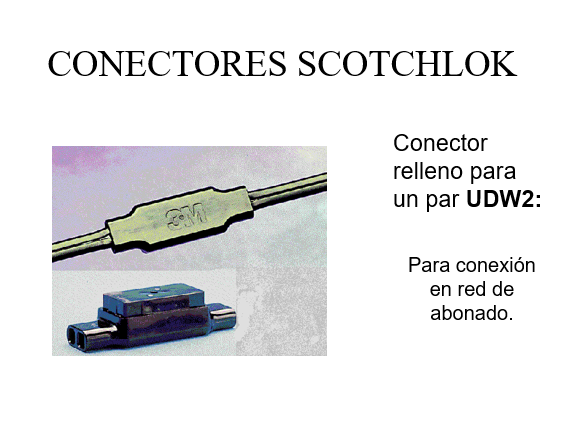 CONECTORES SCOTCHLOK
Conector
relleno para
un par UDW2:
3M
Para conexión
en red de
abonado.